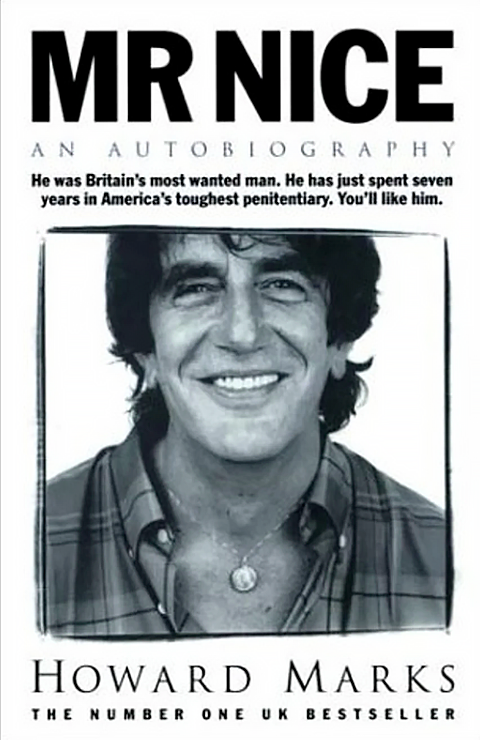 MR NICE
AN AUTOBIOGRAPHY
He was Britain's most wanted man. He has just spent seven
years in America's toughest penitentiary. You'll like him.
HOWARD MARKS
THE NUMBER ONE UK BESTSELLER